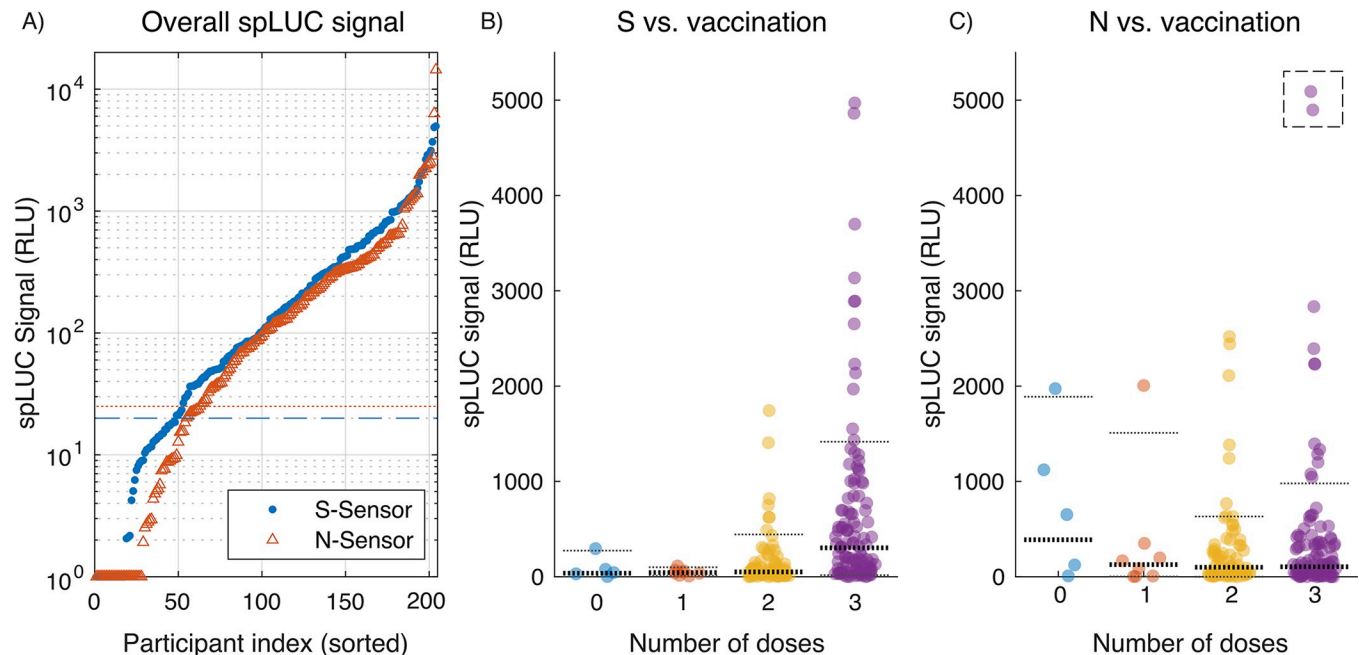 A) Overall spLUC signal
spLUC Signal (RLU)
10^4
10^3
10^2
10^1
10^0
0 50 100 150 200
Participant index (sorted)
S-Sensor
N-Sensor
B) S vs. vaccination
spLUC signal (RLU)
5000
4000
3000
2000
1000
0
0 1 2 3
Number of doses
C) N vs. vaccination
spLUC signal (RLU)
5000
4000
3000
2000
1000
0
0 1 2 3
Number of doses